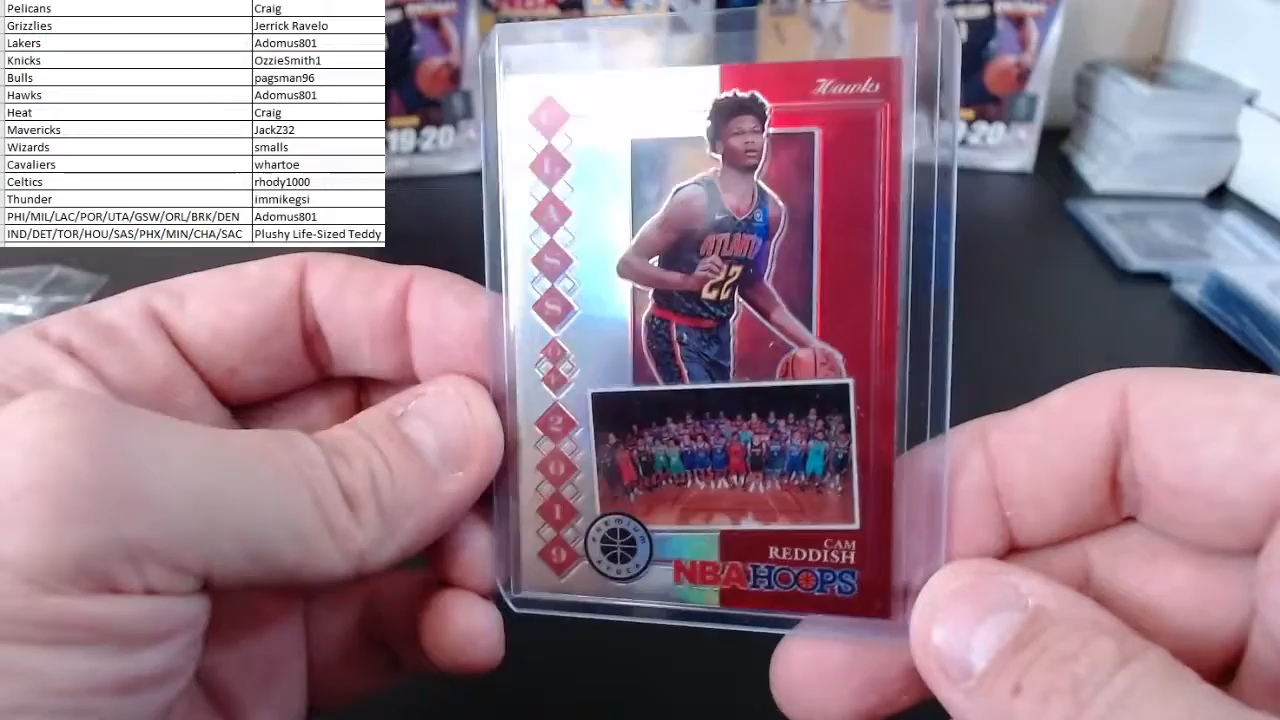 Pelicans Craig
Grizzlies Jerrick Ravelo
Lakers Adomus801
Knicks OzzieSmith1
Bulls pagsman96
Hawks Adomus801
Heat Craig
Mavericks JackZ32
Wizards smalls
Cavaliers whartoe
Celtics rhody1000
Thunder immikegsi
PHI/MIL/LAC/POR/UTA/GSW/ORL/BRK/DEN Adomus801
IND/DET/TOR/HOU/SAS/PHX/MIN/CHA/SAC Plushy Life-Sized Teddy
19-20
19-20
Hawks
CLASS OF 2019
ATLANTA
22
PREMIUM STOCK
CAM
REDDISH
NBA HOOPS